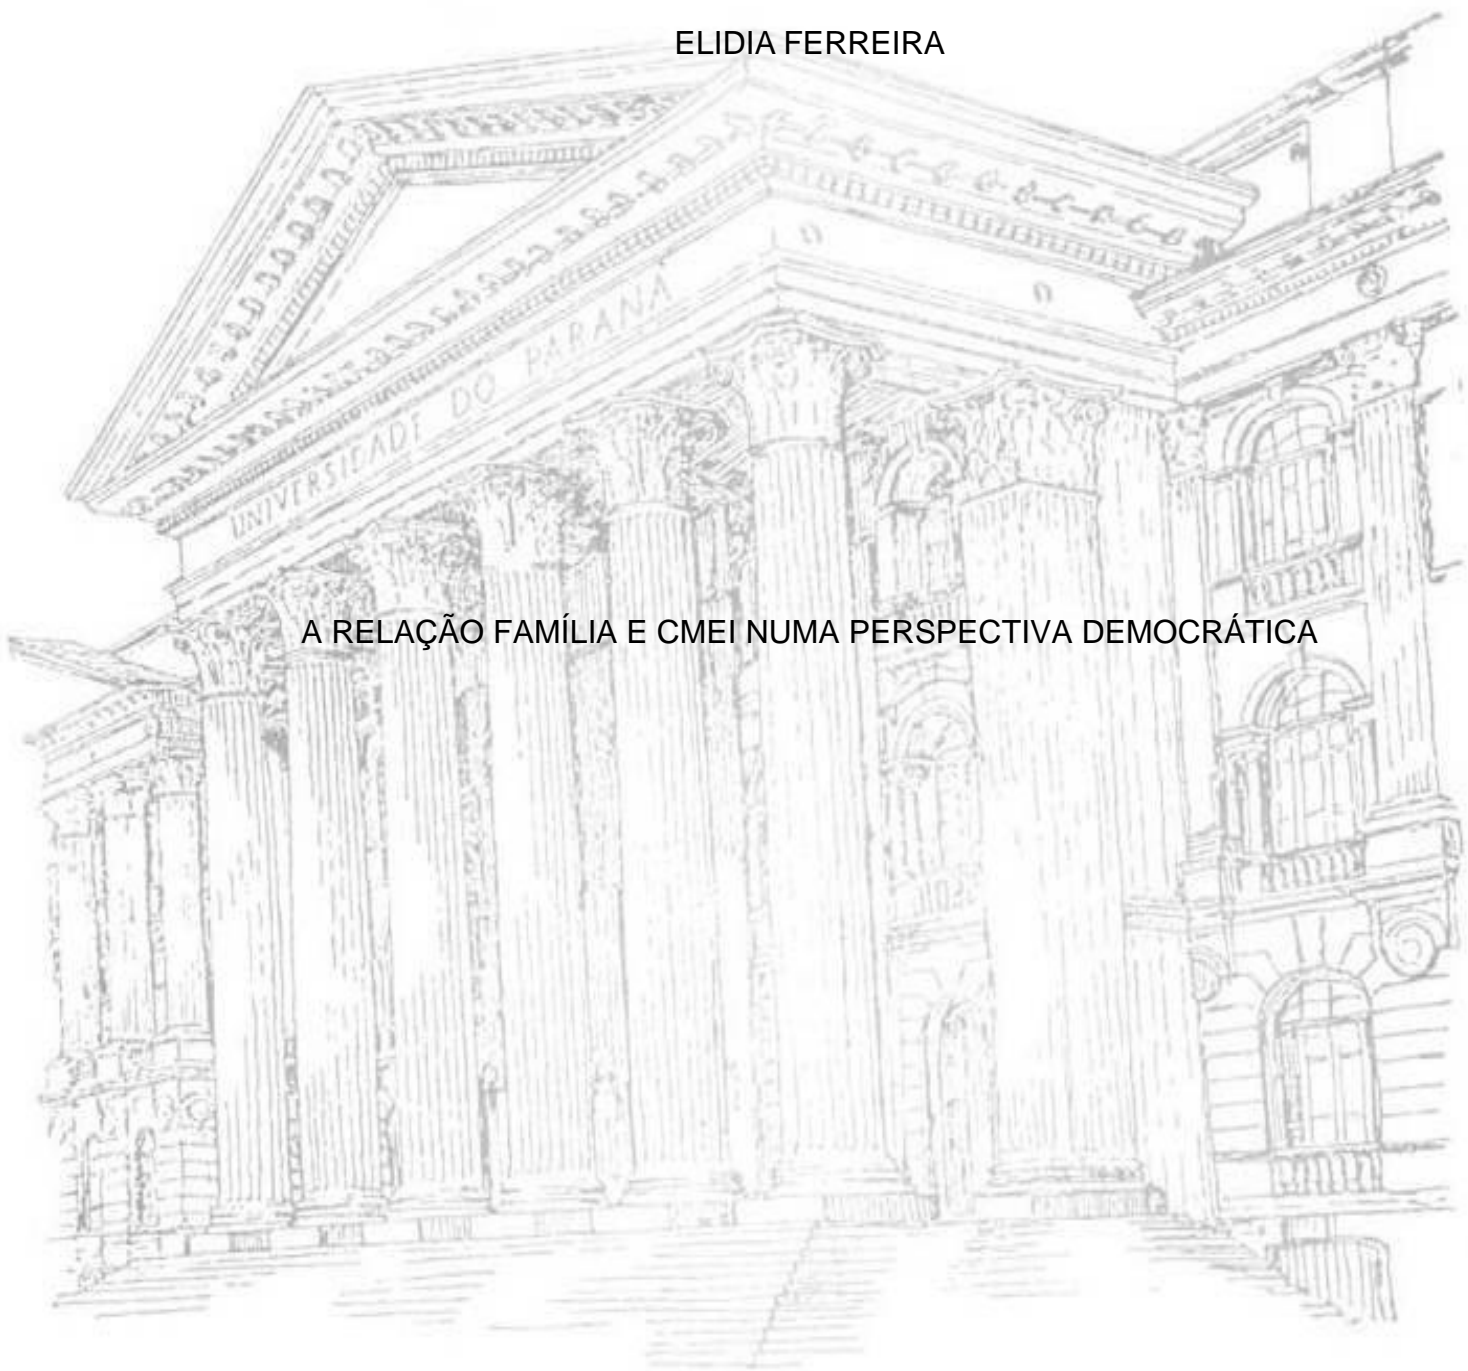 ELIDIA FERREIRA
UNIVERSIDADE DO PARANÁ
A RELAÇÃO FAMÍLIA E CMEI NUMA PERSPECTIVA DEMOCRÁTICA